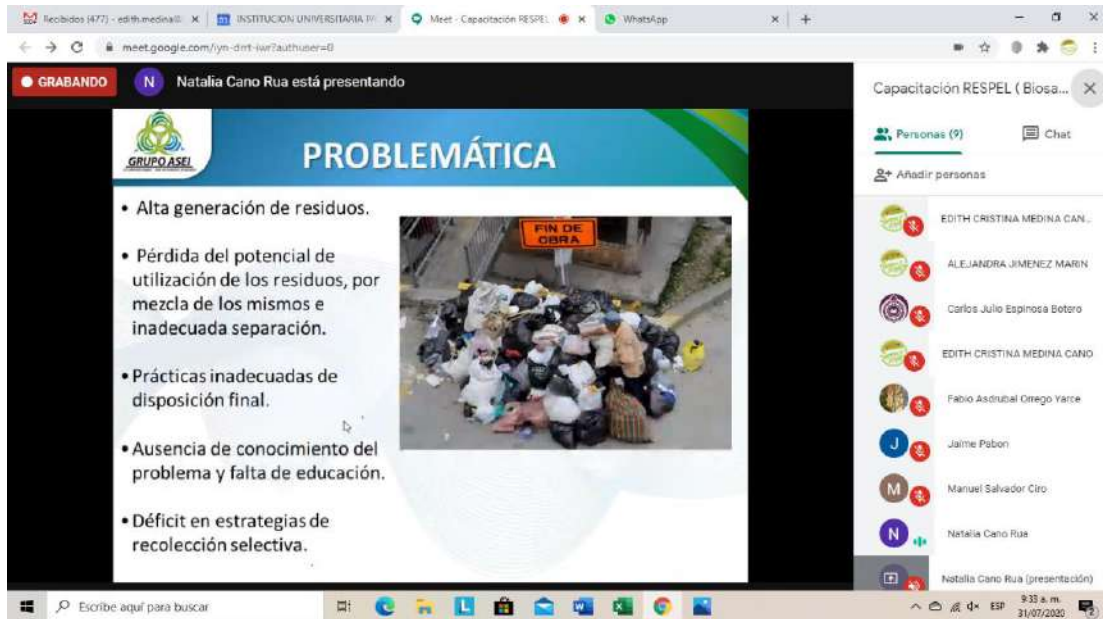 Recibidos (477) - edith.medina@
INSTITUCION UNIVERSITARIA
Meet - Capacitación RESPEL
WhatsApp
meet.google.com/iyn-dirt-iwr?authuser=0
GRABANDO
N
Natalia Cano Rua está presentando
Capacitación RESPEL ( Biosa...
Personas (9)
Chat
Añadir personas
GRUPO ASEI
PROBLEMÁTICA
• Alta generación de residuos.
• Pérdida del potencial de
utilización de los residuos, por
mezcla de los mismos e
inadecuada separación.
• Prácticas inadecuadas de
disposición final.
• Ausencia de conocimiento del
problema y falta de educación.
• Déficit en estrategias de
recolección selectiva.
FIN DE
OBRA
EDITH CRISTINA MEDINA CAN...
ALEJANDRA JIMENEZ MARIN
Carlos Julio Espinosa Botero
EDITH CRISTINA MEDINA CANO
Fabio Asdrubal Orrego Yarce
J
Jaime Pabon
M
Manuel Salvador Ciro
N
Natalia Cano Rua
Natalia Cano Rua (presentación)
Escribe aquí para buscar
ESP
9:33 a. m.
31/07/2020